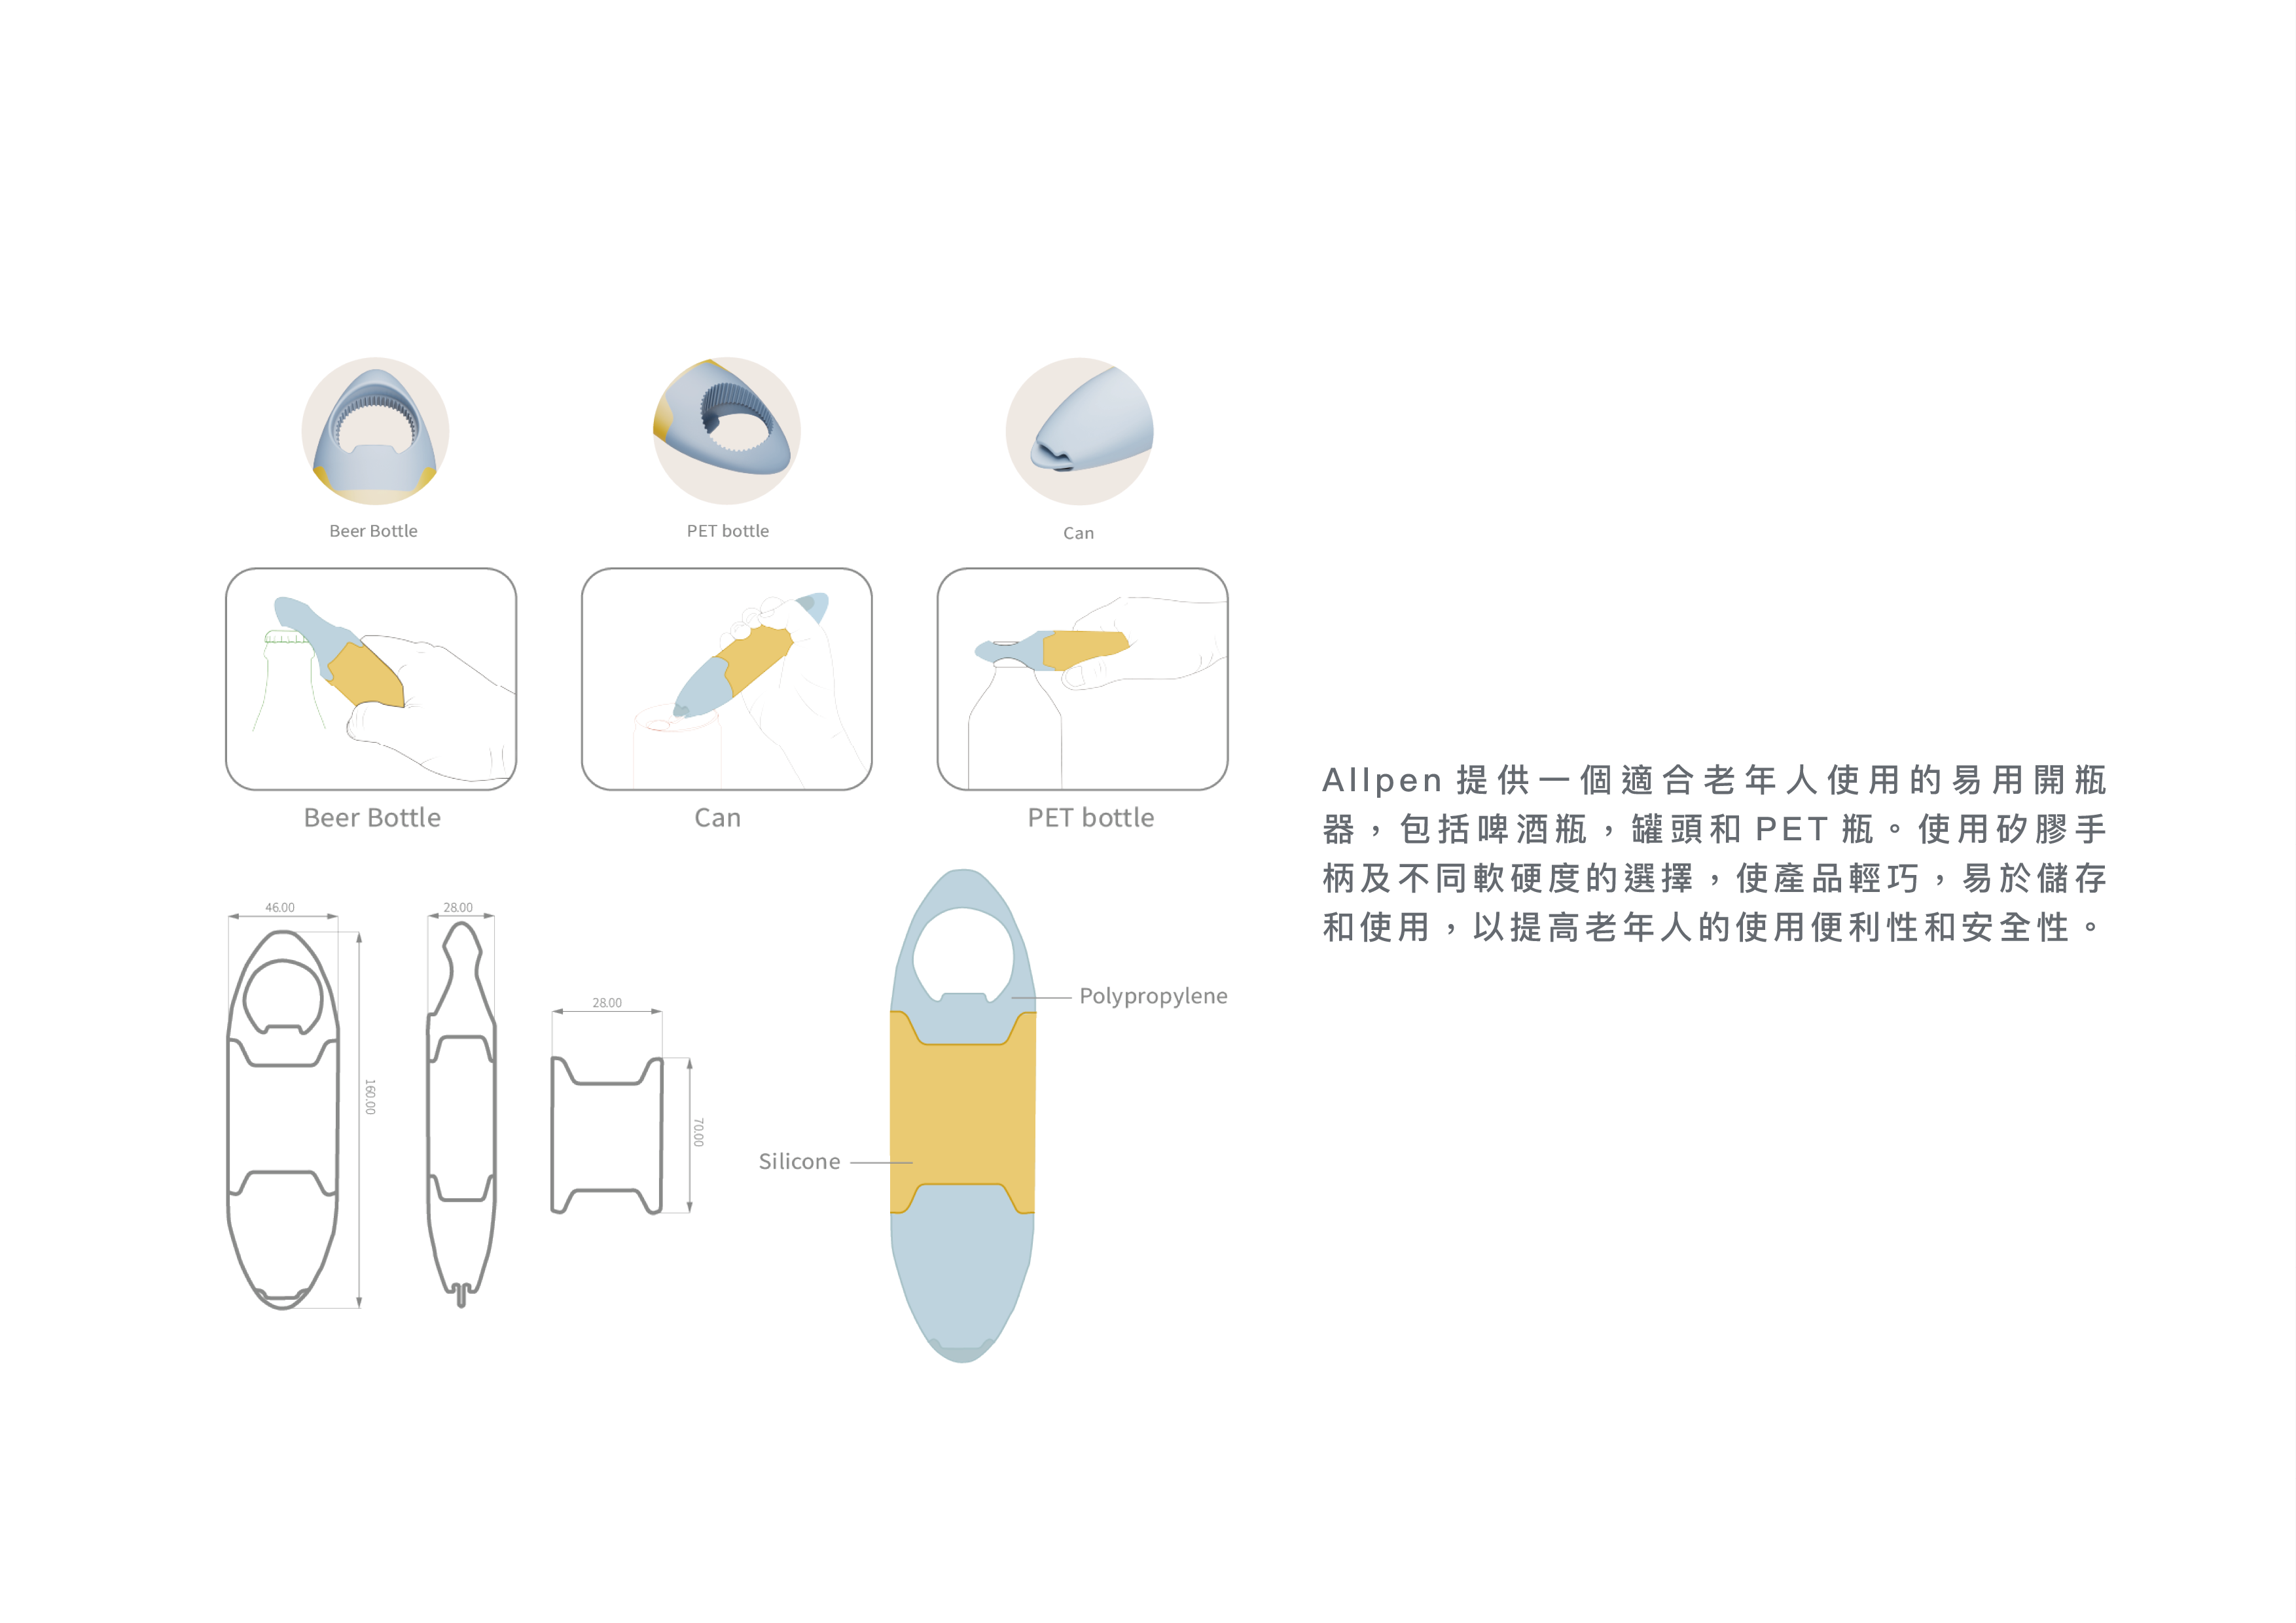 Beer Bottle
PET bottle
Can
Beer Bottle
Can
PET bottle
46.00
28.00
160.00
28.00
70.00
Polypropylene
Silicone
Allpen 提供一個適合老年人使用的易用開瓶
器，包括啤酒瓶，罐頭和 PET 瓶。使用矽膠手
柄及不同軟硬度的選擇，使產品輕巧，易於儲存
和使用，以提高老年人的使用便利性和安全性。